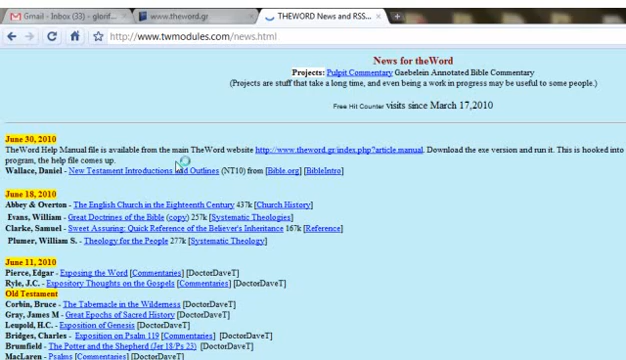 Gmail - Inbox (33) - glorif...
www.theword.gr
THEWORD News and RSS...
http://www.twmodules.com/news.html
News for theWord
Projects: Pulpit Commentary Gaebelein Annotated Bible Commentary
(Projects are stuff that take a long time, and even being a work in progress may be useful to some people.)
Free Hit Counter visits since March 17,2010
June 30, 2010
TheWord Help Manual file is available from the main TheWord website http://www.theword.gr/index.php?article.manual. Download the exe version and run it. This is hooked into
program, the help file comes up.
Wallace, Daniel - New Testament Introductions and Outlines (NT10) from [Bible.org] [BibleIntro]
June 18, 2010
Abbey & Overton - The English Church in the Eighteenth Century 437k [Church History]
Evans, William - Great Doctrines of the Bible (copy) 257k [Systematic Theologies]
Clarke, Samuel - Sweet Assuring: Quick Reference of the Believer's Inheritance 167k [Reference]
Plumer, William S. - Theology for the People 277k [Systematic Theology]
June 11, 2010
Pierce, Edgar - Exposing the Word [Commentaries] [DoctorDaveT]
Ryle, J.C. - Expository Thoughts on the Gospels [Commentaries] [DoctorDaveT]
Old Testament
Corbin, Bruce - The Tabernacle in the Wilderness [DoctorDaveT]
Gray, James M - Great Epochs of Sacred History [DoctorDaveT]
Leupold, H.C. - Exposition of Genesis [DoctorDaveT]
Bridges, Charles - Exposition on Psalm 119 [Commentaries] [DoctorDaveT]
Brumfield - The Potter and the Shepherd (Jer 18/Ps 23) [DoctorDaveT]
MacLaren - Psalms [Commentaries] [DoctorDaveT]